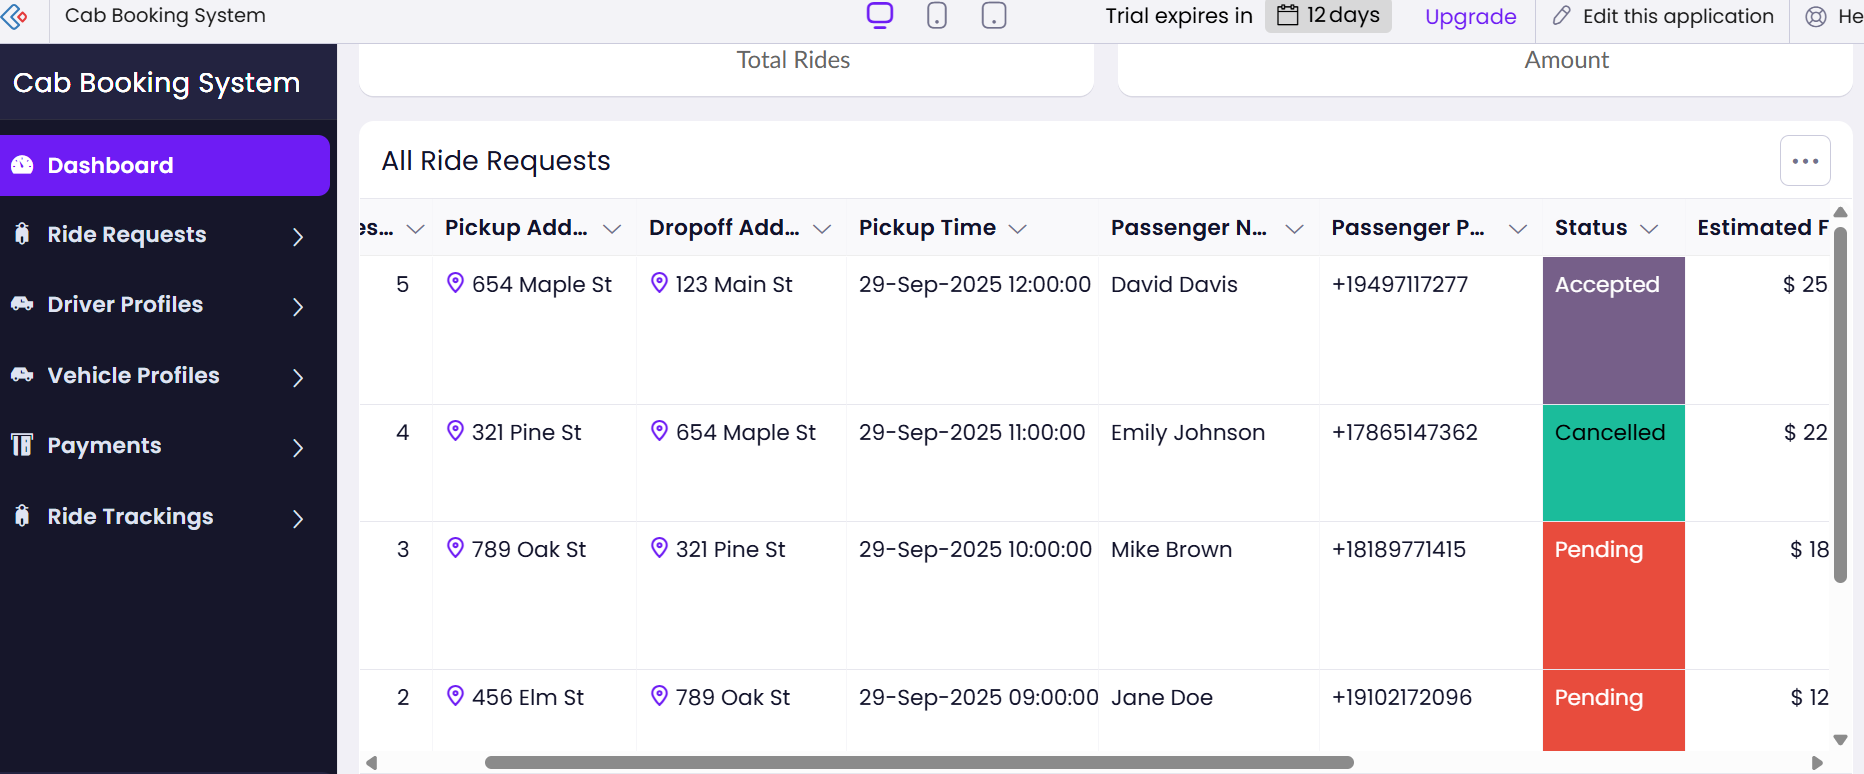 Cab Booking System
Trial expires in 12 days Upgrade Edit this application He
Cab Booking System
Dashboard
Ride Requests
Driver Profiles
Vehicle Profiles
Payments
Ride Trackings
Total Rides Amount
All Ride Requests
es... Pickup Add... Dropoff Add... Pickup Time Passenger N... Passenger P... Status Estimated F
5 654 Maple St 123 Main St 29-Sep-2025 12:00:00 David Davis +19497117277 Accepted $ 25
4 321 Pine St 654 Maple St 29-Sep-2025 11:00:00 Emily Johnson +17865147362 Cancelled $ 22
3 789 Oak St 321 Pine St 29-Sep-2025 10:00:00 Mike Brown +18189771415 Pending $ 18
2 456 Elm St 789 Oak St 29-Sep-2025 09:00:00 Jane Doe +19102172096 Pending $ 12